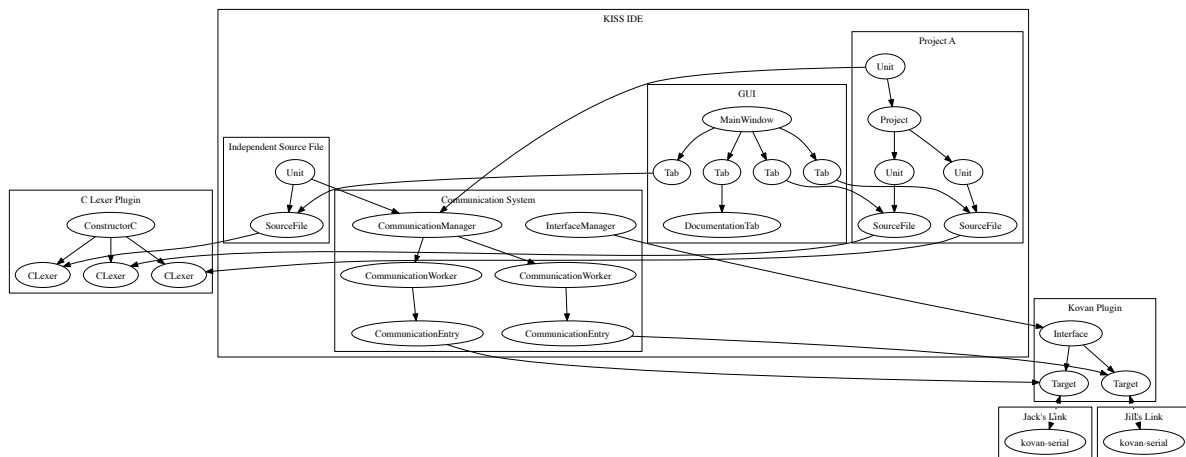 KISS IDE
Project A
Unit
GUI
MainWindow
Project
Independent Source File
Unit
Tab
Tab
Tab
Tab
Unit
Unit
C Lexer Plugin
Communication System
ConstructorC
SourceFile
CommunicationManager
InterfaceManager
DocumentationTab
SourceFile
SourceFile
CLexer
CLexer
CLexer
CommunicationWorker
CommunicationWorker
Kovan Plugin
CommunicationEntry
CommunicationEntry
Interface
Target
Target
Jack's Link
Jill's Link
kovan-serial
kovan-serial